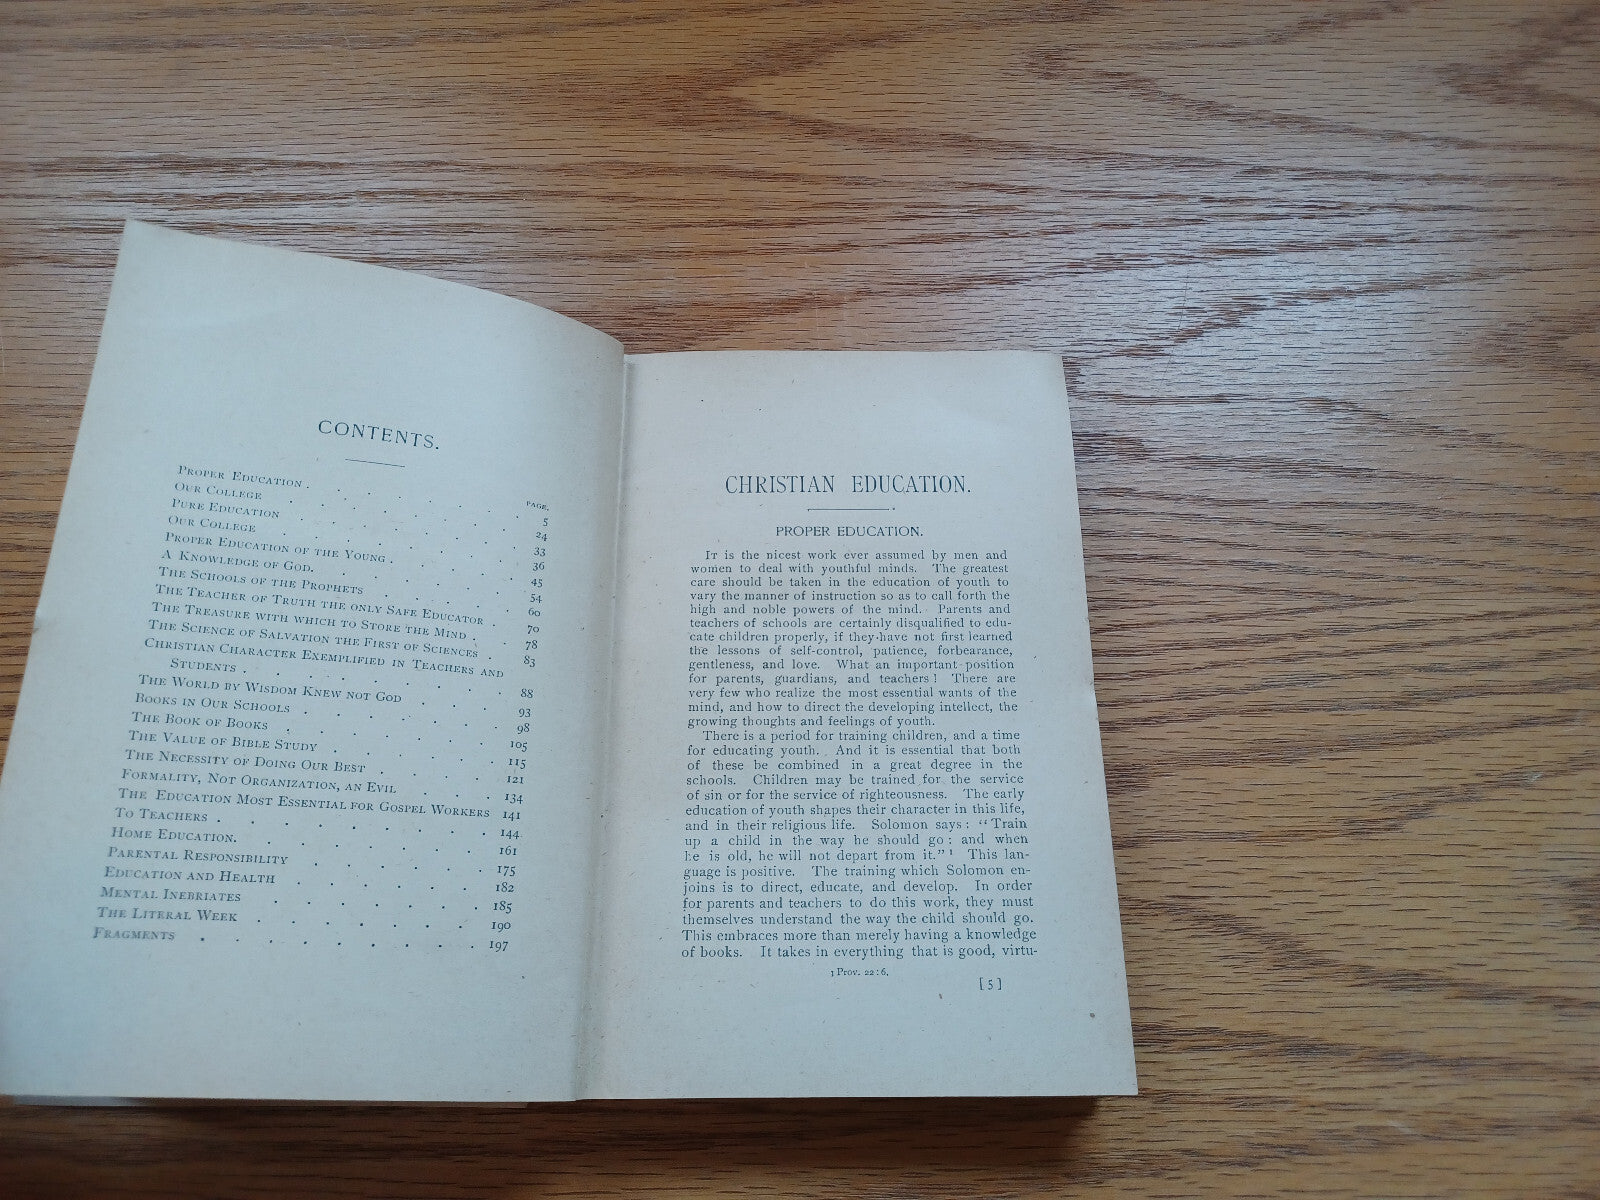 CONTENTS.
PAGE.
PROPER EDUCATION . . . . . . . 5
OUR COLLEGE . . . . . . . 24
PURE EDUCATION . . . . . . . 33
OUR COLLEGE . . . . . . . 36
PROPER EDUCATION OF THE YOUNG . . . . . 45
A KNOWLEDGE OF GOD. . . . . . . 54
THE SCHOOLS OF THE PROPHETS . . . . . 60
THE TEACHER OF TRUTH THE ONLY SAFE EDUCATOR . . 70
THE TREASURE WITH WHICH TO STORE THE MIND . . 78
THE SCIENCE OF SALVATION THE FIRST OF SCIENCES . . 83
CHRISTIAN CHARACTER EXEMPLIFIED IN TEACHERS AND
STUDENTS . . . . . . . . 88
THE WORLD BY WISDOM KNEW NOT GOD . . . . 93
BOOKS IN OUR SCHOOLS . . . . . . 98
THE BOOK OF BOOKS . . . . . . . 105
THE VALUE OF BIBLE STUDY . . . . . . 115
THE NECESSITY OF DOING OUR BEST . . . . 121
FORMALITY, NOT ORGANIZATION, AN EVIL . . . . 134
THE EDUCATION MOST ESSENTIAL FOR GOSPEL WORKERS 141
TO TEACHERS . . . . . . . . 144
HOME EDUCATION. . . . . . . . 161
PARENTAL RESPONSIBILITY . . . . . . 175
EDUCATION AND HEALTH . . . . . . 182
MENTAL INEBRIATES . . . . . . . 185
THE LITERAL WEEK . . . . . . . 190
FRAGMENTS . . . . . . . . 197
CHRISTIAN EDUCATION.
PROPER EDUCATION.
IT is the nicest work ever assumed by men and
women to deal with youthful minds. The greatest
care should be taken in the education of youth to
vary the manner of instruction so as to call forth the
high and noble powers of the mind. Parents and
teachers of schools are certainly disqualified to edu-
cate children properly, if they have not first learned
the lessons of self-control, patience, forbearance,
gentleness, and love. What an important position
for parents, guardians, and teachers! There are
very few who realize the most essential wants of the
mind, and how to direct the developing intellect, the
growing thoughts and feelings of youth.
There is a period for training children, and a time
for educating youth. And it is essential that both
of these be combined in a great degree in the
schools. Children may be trained for the service
of sin or for the service of righteousness. The early
education of youth shapes their character in this life,
and in their religious life. Solomon says: "Train
up a child in the way he should go: and when
he is old, he will not depart from it." ¹ This lan-
guage is positive. The training which Solomon en-
joins is to direct, educate, and develop. In order
for parents and teachers to do this work, they must
themselves understand the way the child should go.
This embraces more than merely having a knowledge
of books. It takes in everything that is good, virtu-
1 Prov. 22:6.
[5]